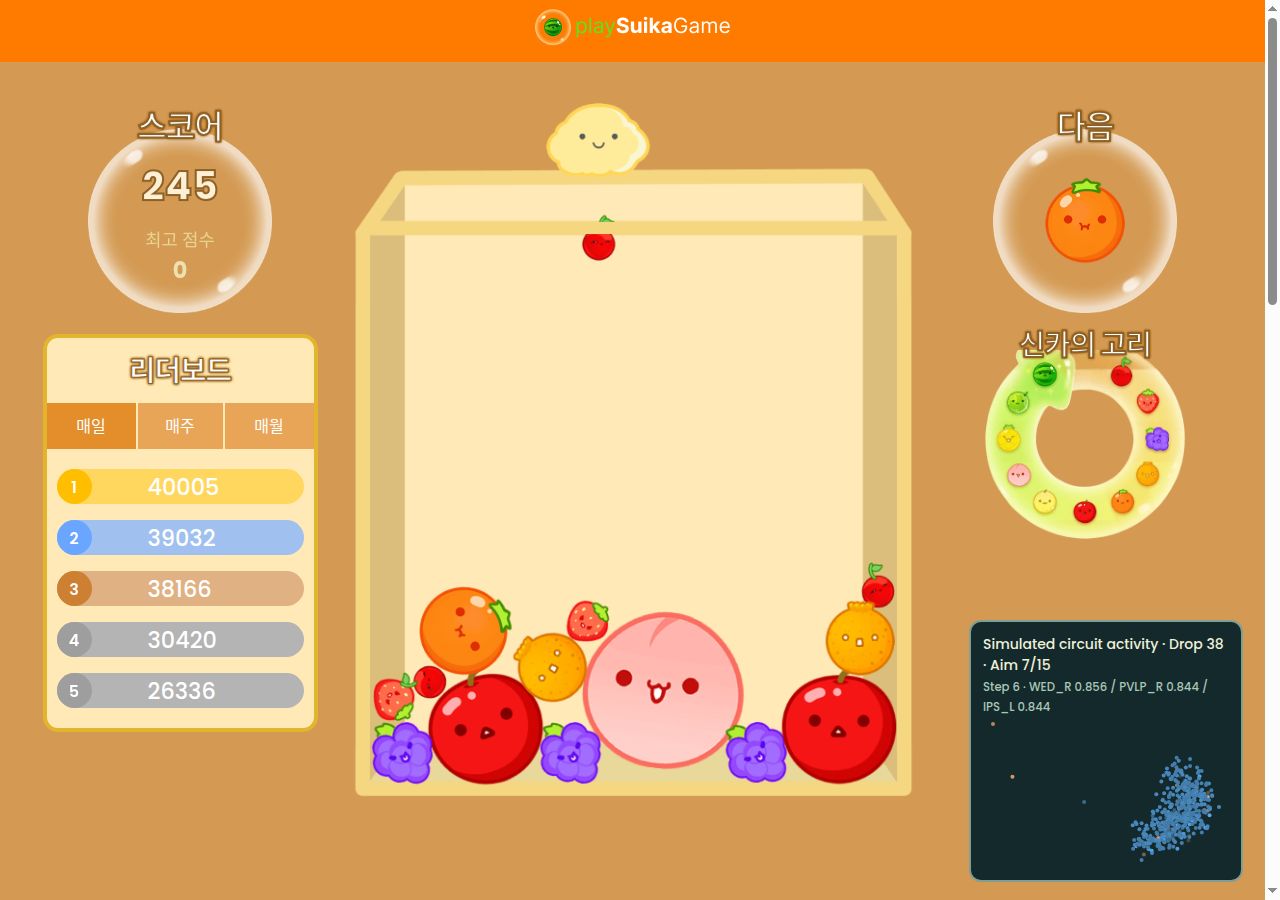 playSuikaGame
스코어
245
최고 점수
0
다음
리더보드
매일 매주 매월
1 40005
2 39032
3 38166
4 30420
5 26336
신카의 고리
Simulated circuit activity · Drop 38
· Aim 7/15
Step 6 · WED_R 0.856 / PVLP_R 0.844 /
IPS_L 0.844